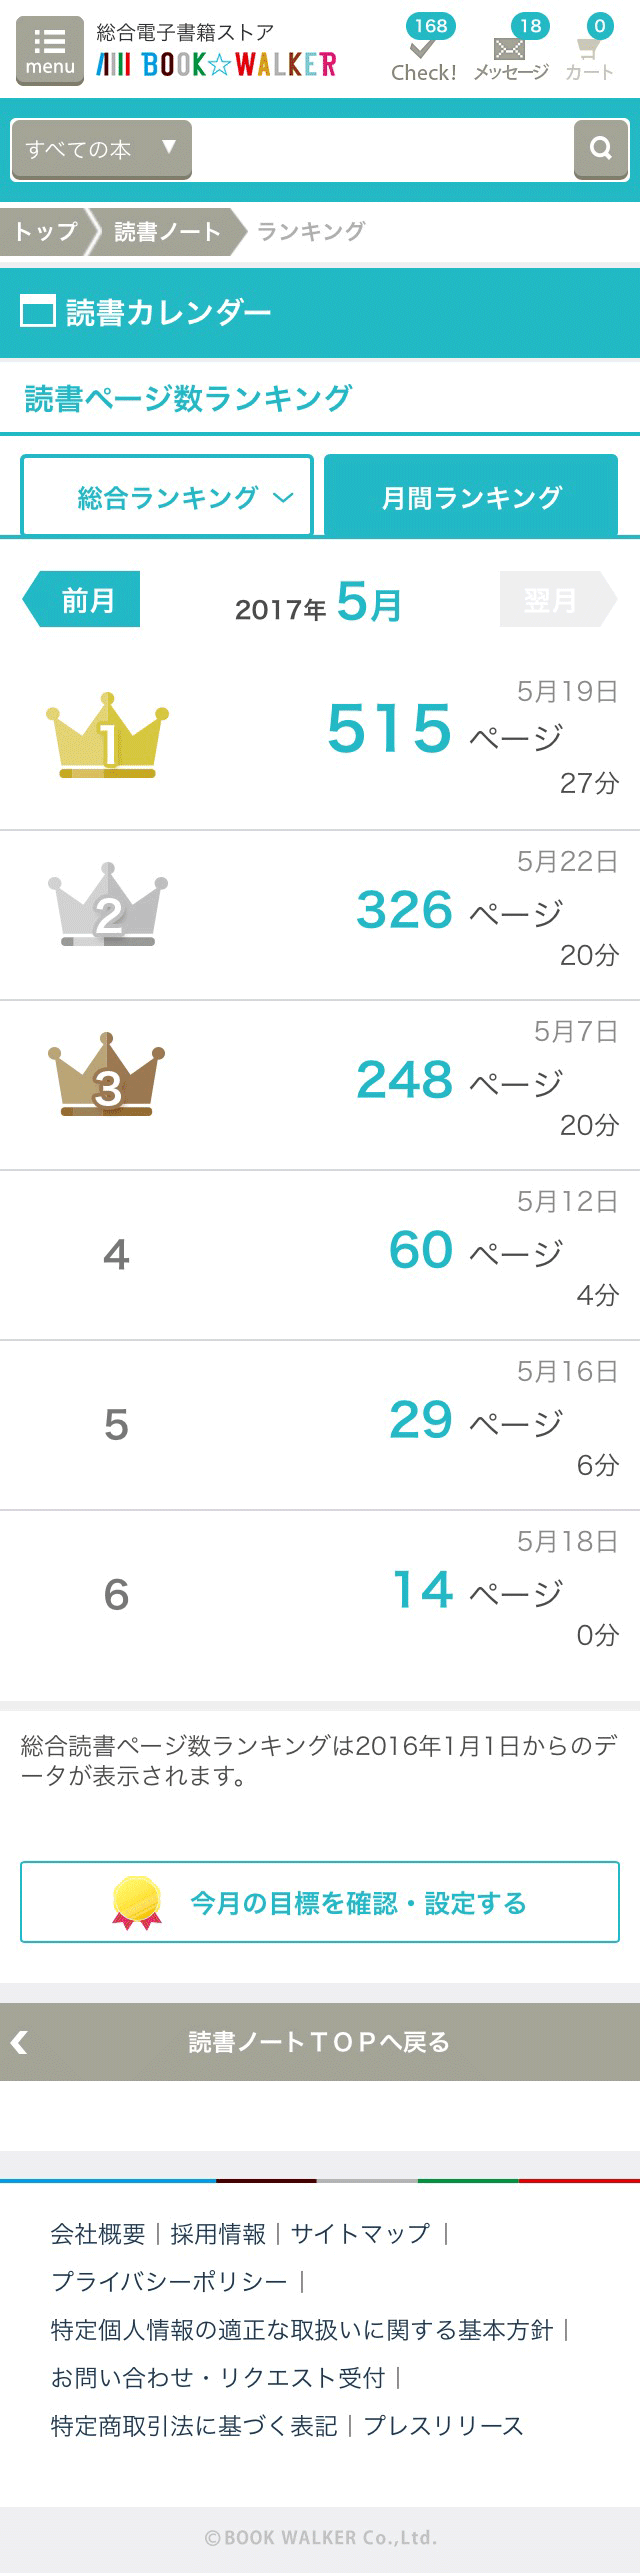 総合電子書籍ストア
BOOK☆WALKER
menu
168
Check!
18
メッセージ
0
カート
すべての本 ▼
トップ 読書ノート ランキング
読書カレンダー
読書ページ数ランキング
総合ランキング 月間ランキング
前月 2017年 5月 翌月
5月19日
1 515 ページ
27分
5月22日
2 326 ページ
20分
5月7日
3 248 ページ
20分
5月12日
4 60 ページ
4分
5月16日
5 29 ページ
6分
5月18日
6 14 ページ
0分
総合読書ページ数ランキングは2016年1月1日からのデ
ータが表示されます。
今月の目標を確認・設定する
読書ノートＴＯＰへ戻る
会社概要｜採用情報｜サイトマップ｜
プライバシーポリシー｜
特定個人情報の適正な取扱いに関する基本方針｜
お問い合わせ・リクエスト受付｜
特定商取引法に基づく表記｜プレスリリース
©BOOK WALKER Co.,Ltd.